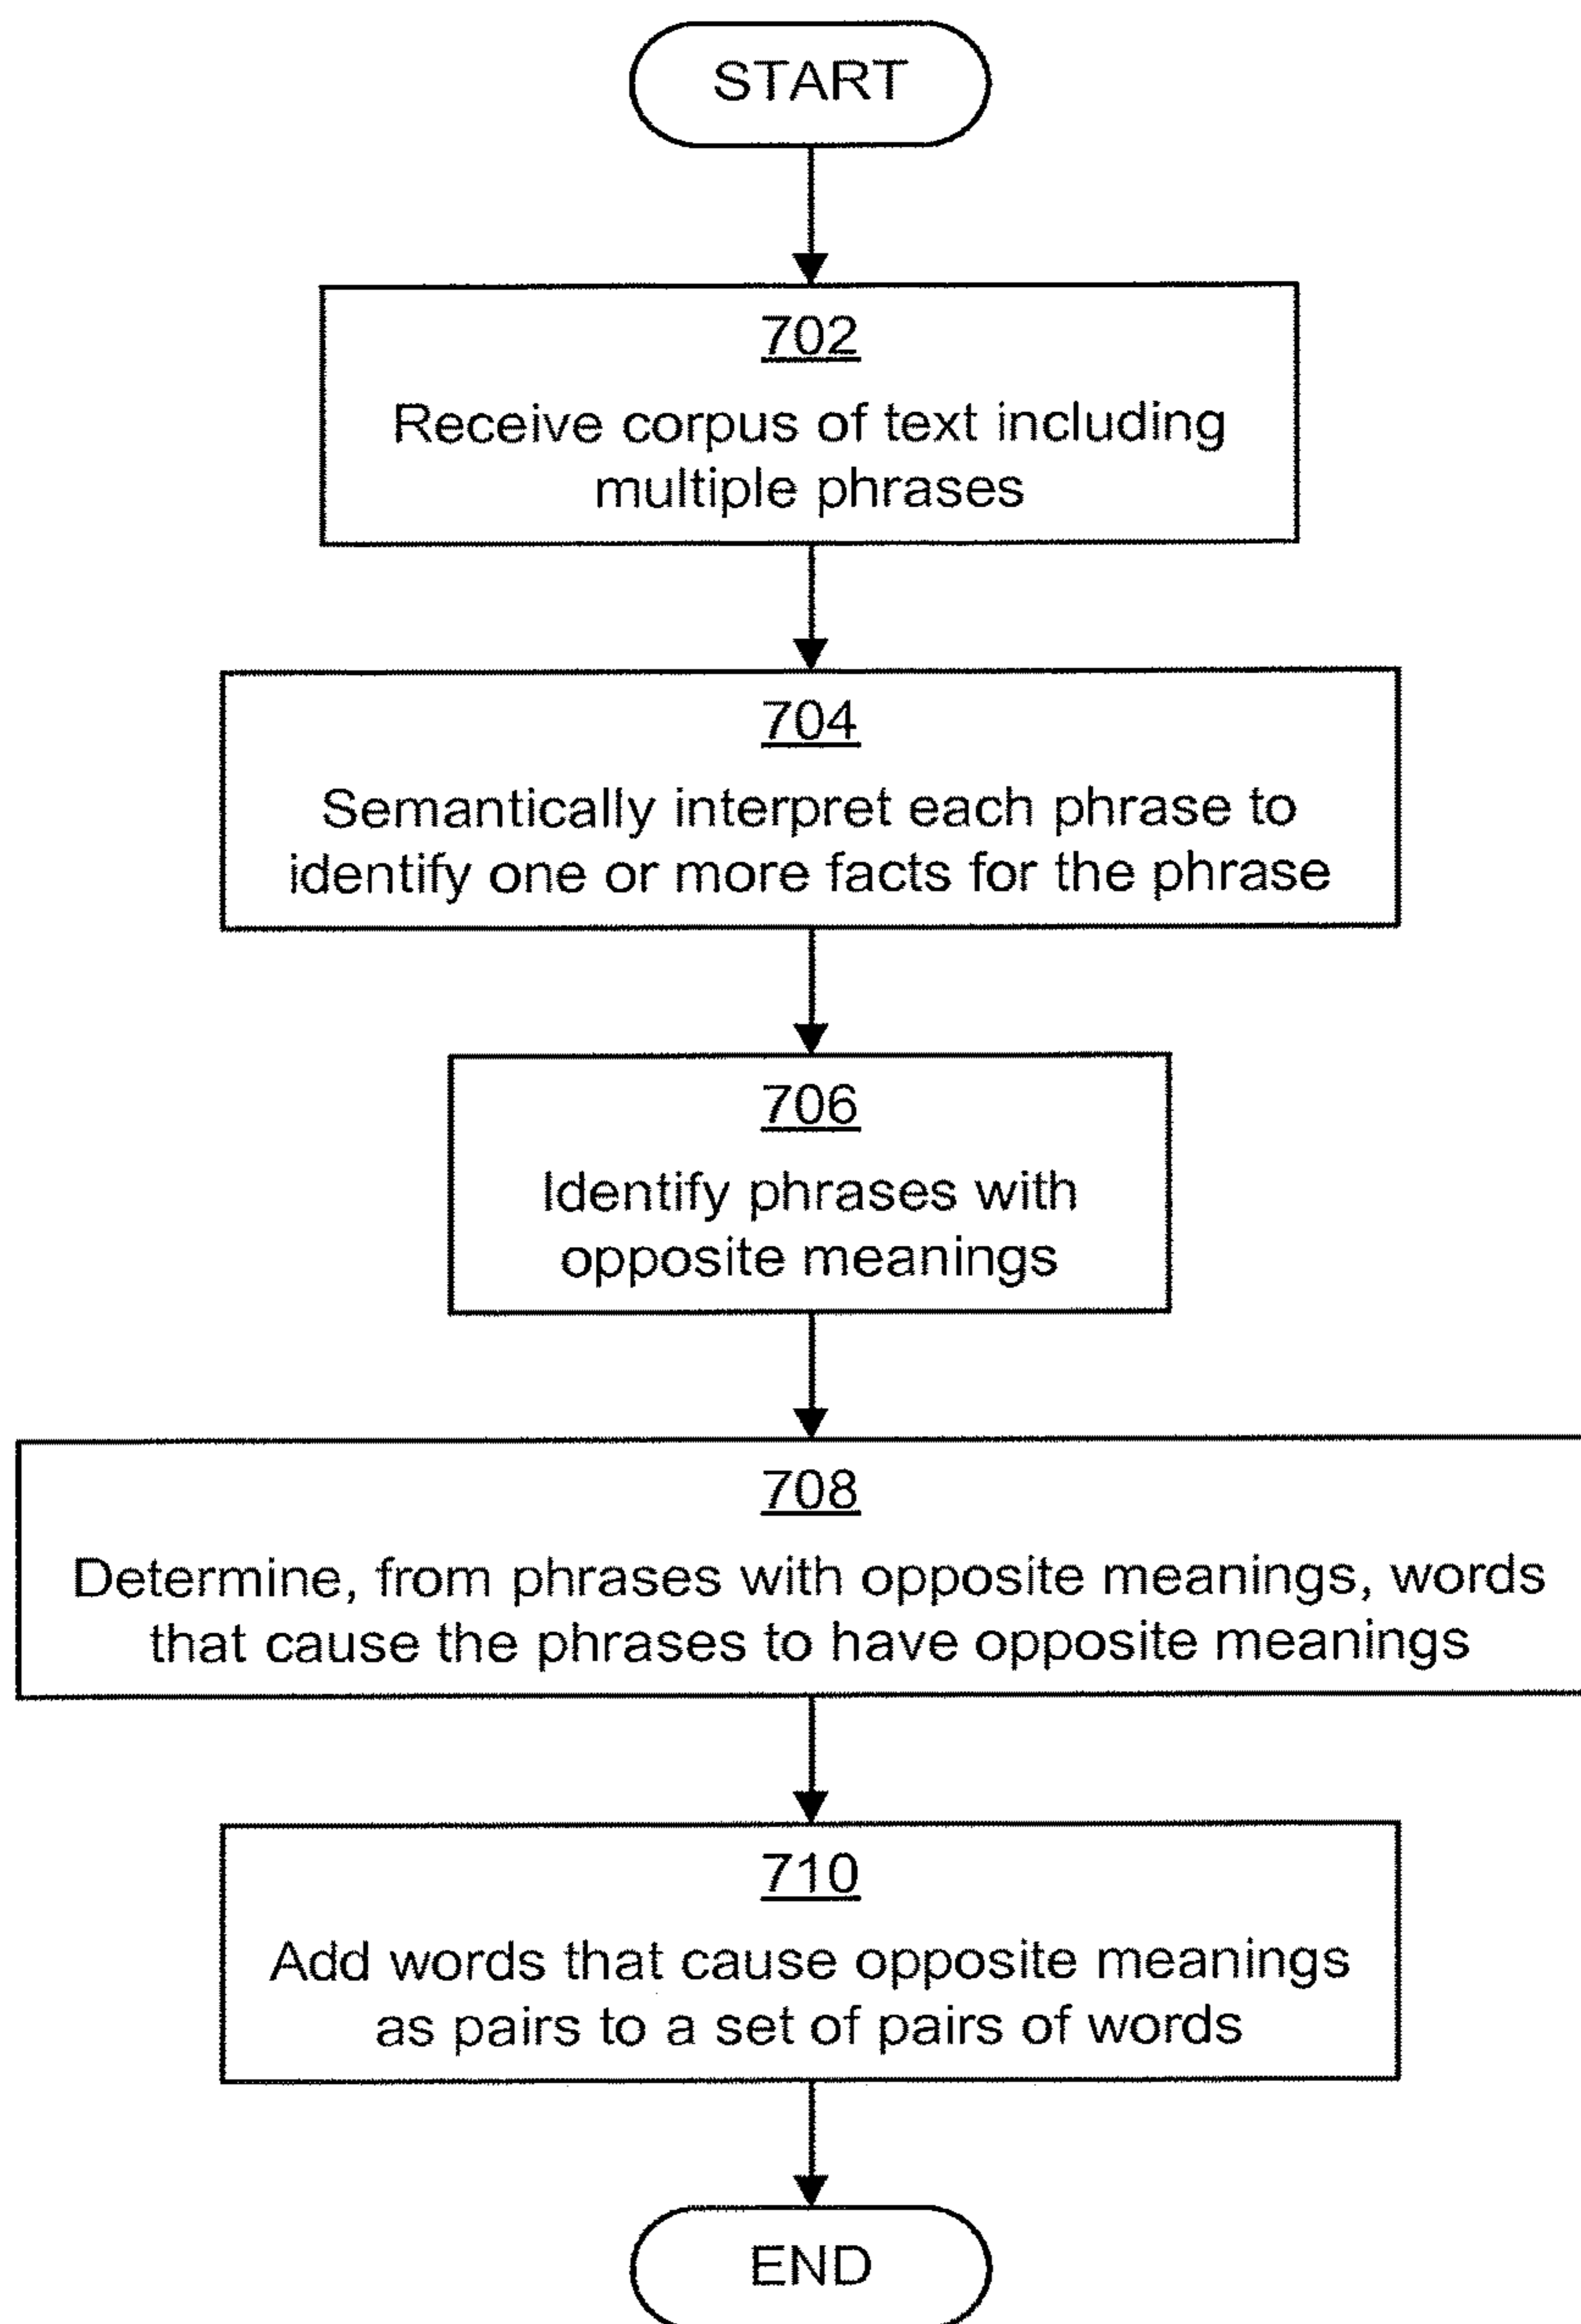 START
702
Receive corpus of text including
multiple phrases
704
Semantically interpret each phrase to
identify one or more facts for the phrase
706
Identify phrases with
opposite meanings
708
Determine, from phrases with opposite meanings, words
that cause the phrases to have opposite meanings
710
Add words that cause opposite meanings
as pairs to a set of pairs of words
END